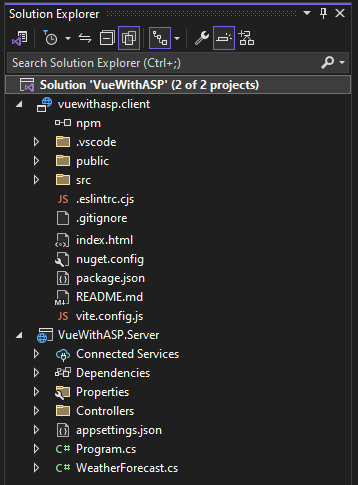 Solution Explorer
Search Solution Explorer (Ctrl+;)
Solution 'VueWithASP' (2 of 2 projects)
vuewithasp.client
npm
.vscode
public
src
JS .eslintrc.cjs
.gitignore
index.html
nuget.config
package.json
M↓ README.md
JS vite.config.js
VueWithASP.Server
Connected Services
Dependencies
Properties
Controllers
appsettings.json
C# Program.cs
C# WeatherForecast.cs